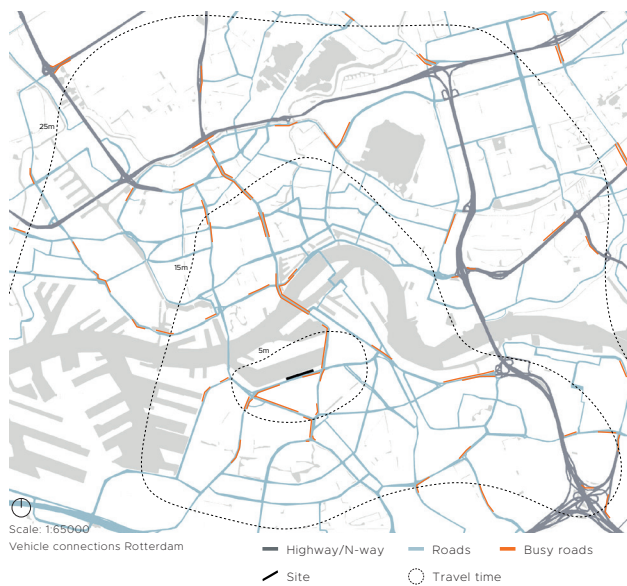 25m
15m
5m
Scale: 1:65000
Vehicle connections Rotterdam
Highway/N-way
Roads
Busy roads
Site
Travel time